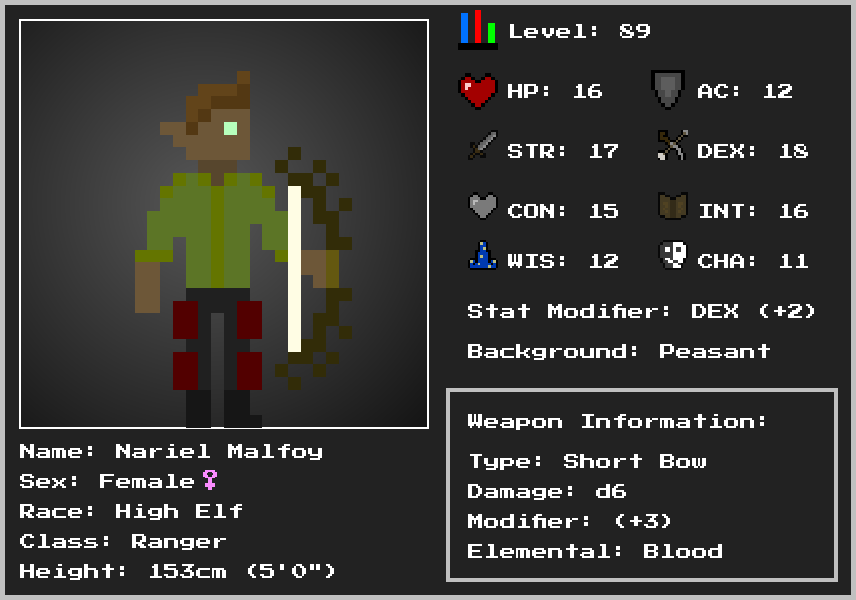 Level: 89
HP: 16 AC: 12
STR: 17 DEX: 18
CON: 15 INT: 16
WIS: 12 CHA: 11
Stat Modifier: DEX (+2)
Background: Peasant
Weapon Information:
Type: Short Bow
Damage: d6
Modifier: (+3)
Elemental: Blood
Name: Nariel Malfoy
Sex: Female♀
Race: High Elf
Class: Ranger
Height: 153cm (5'0")